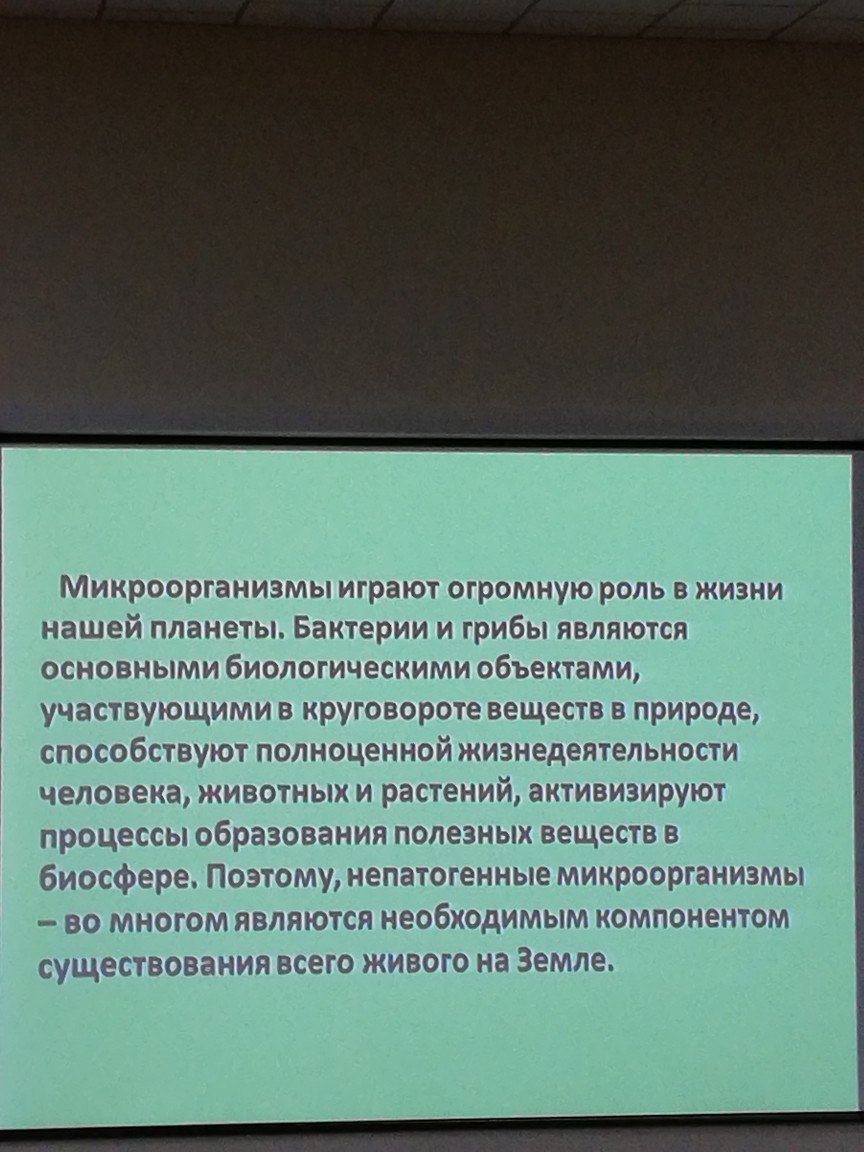 Микроорганизмы играют огромную роль в жизни
нашей планеты. Бактерии и грибы являются
основными биологическими объектами,
участвующими в круговороте веществ в природе,
способствуют полноценной жизнедеятельности
человека, животных и растений, активизируют
процессы образования полезных веществ в
биосфере. Поэтому, непатогенные микроорганизмы
– во многом являются необходимым компонентом
существования всего живого на Земле.